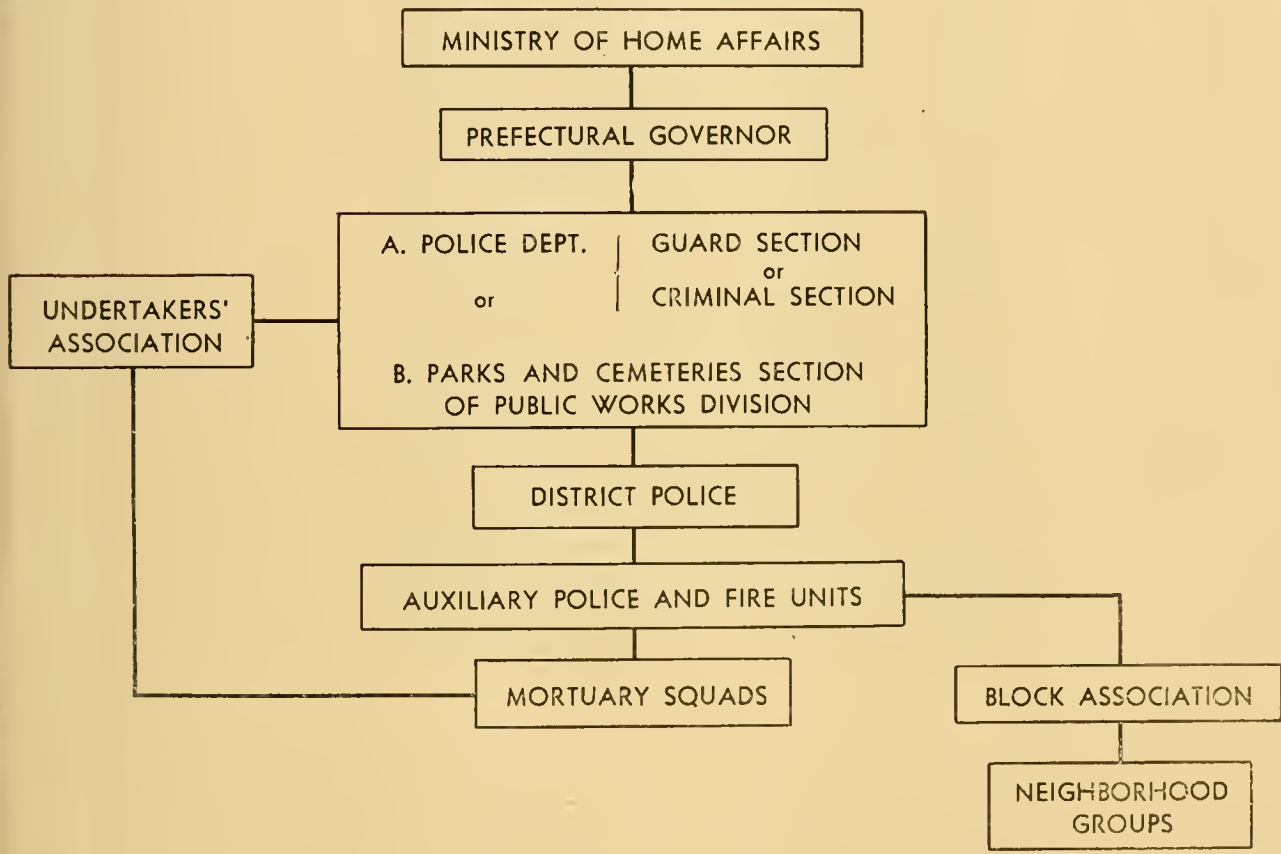 MINISTRY OF HOME AFFAIRS
PREFECTURAL GOVERNOR
A. POLICE DEPT.
or
GUARD SECTION
or
CRIMINAL SECTION
B. PARKS AND CEMETERIES SECTION
OF PUBLIC WORKS DIVISION
UNDERTAKERS'
ASSOCIATION
DISTRICT POLICE
AUXILIARY POLICE AND FIRE UNITS
MORTUARY SQUADS
BLOCK ASSOCIATION
NEIGHBORHOOD
GROUPS